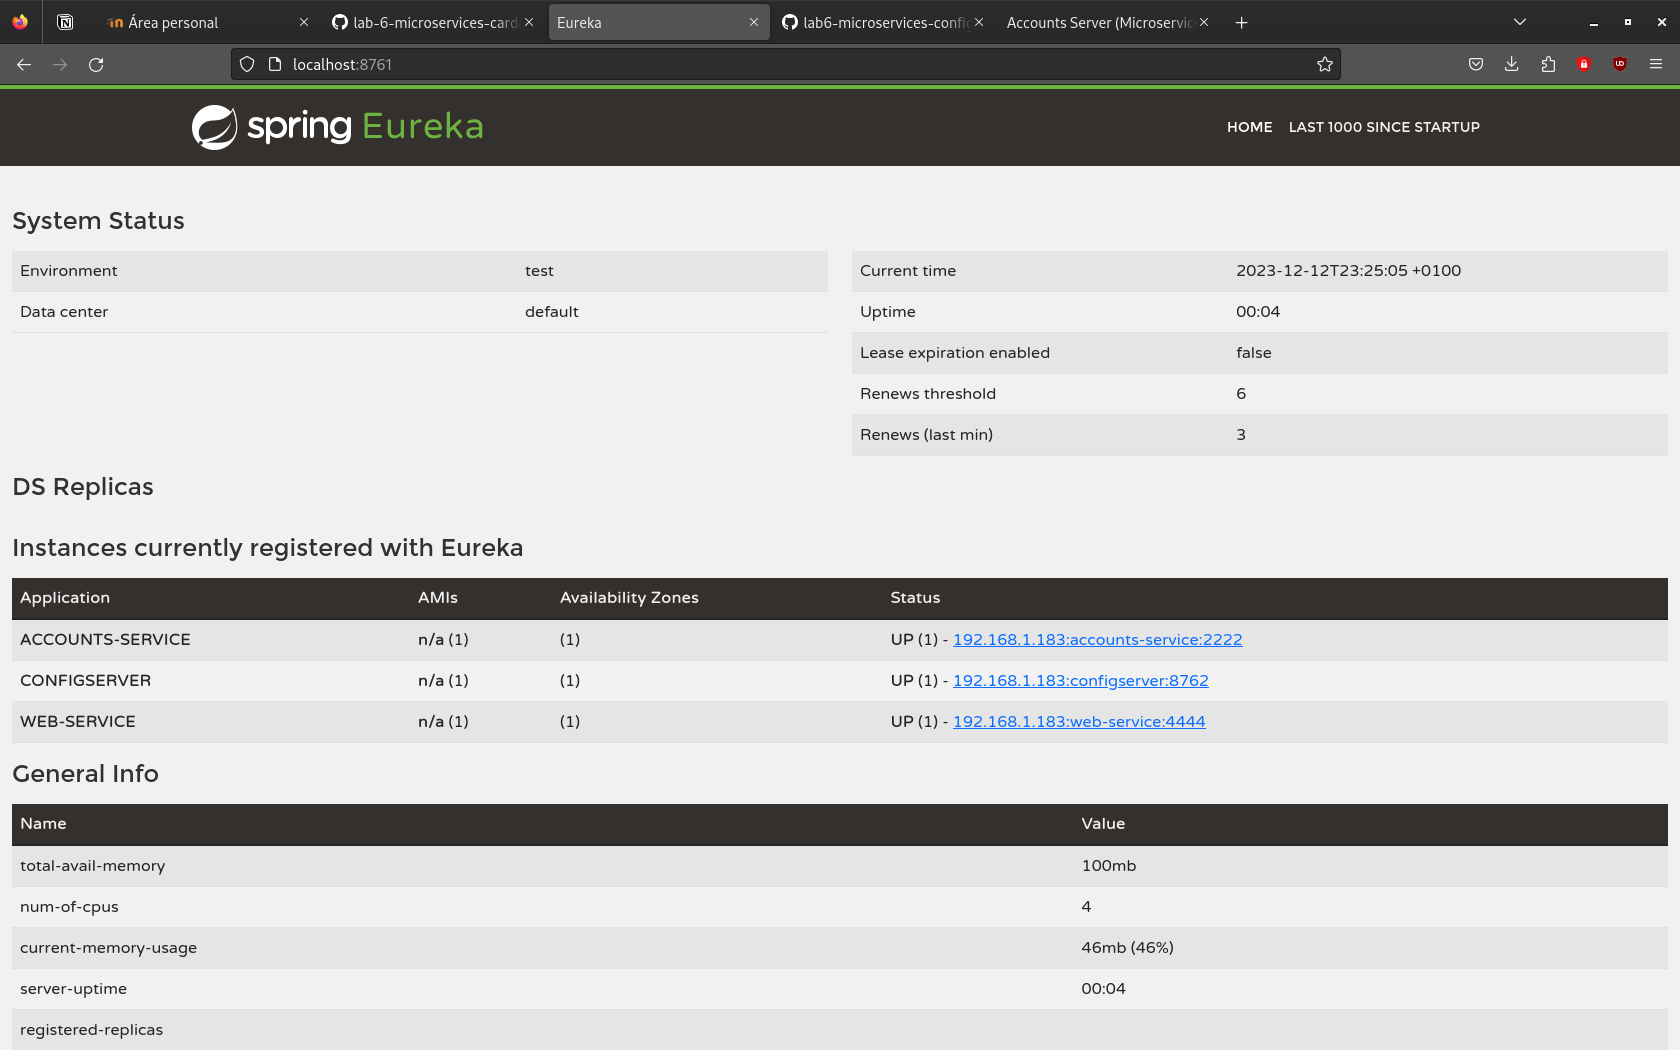 Área personal
lab-6-microservices-card
Eureka
lab6-microservices-config
Accounts Server (Microservic
localhost:8761
spring Eureka
HOME LAST 1000 SINCE STARTUP
System Status
Environment test
Data center default
Current time 2023-12-12T23:25:05 +0100
Uptime 00:04
Lease expiration enabled false
Renews threshold 6
Renews (last min) 3
DS Replicas
Instances currently registered with Eureka
Application AMIs Availability Zones Status
ACCOUNTS-SERVICE n/a (1) (1) UP (1) - 192.168.1.183:accounts-service:2222
CONFIGSERVER n/a (1) (1) UP (1) - 192.168.1.183:configserver:8762
WEB-SERVICE n/a (1) (1) UP (1) - 192.168.1.183:web-service:4444
General Info
Name Value
total-avail-memory 100mb
num-of-cpus 4
current-memory-usage 46mb (46%)
server-uptime 00:04
registered-replicas